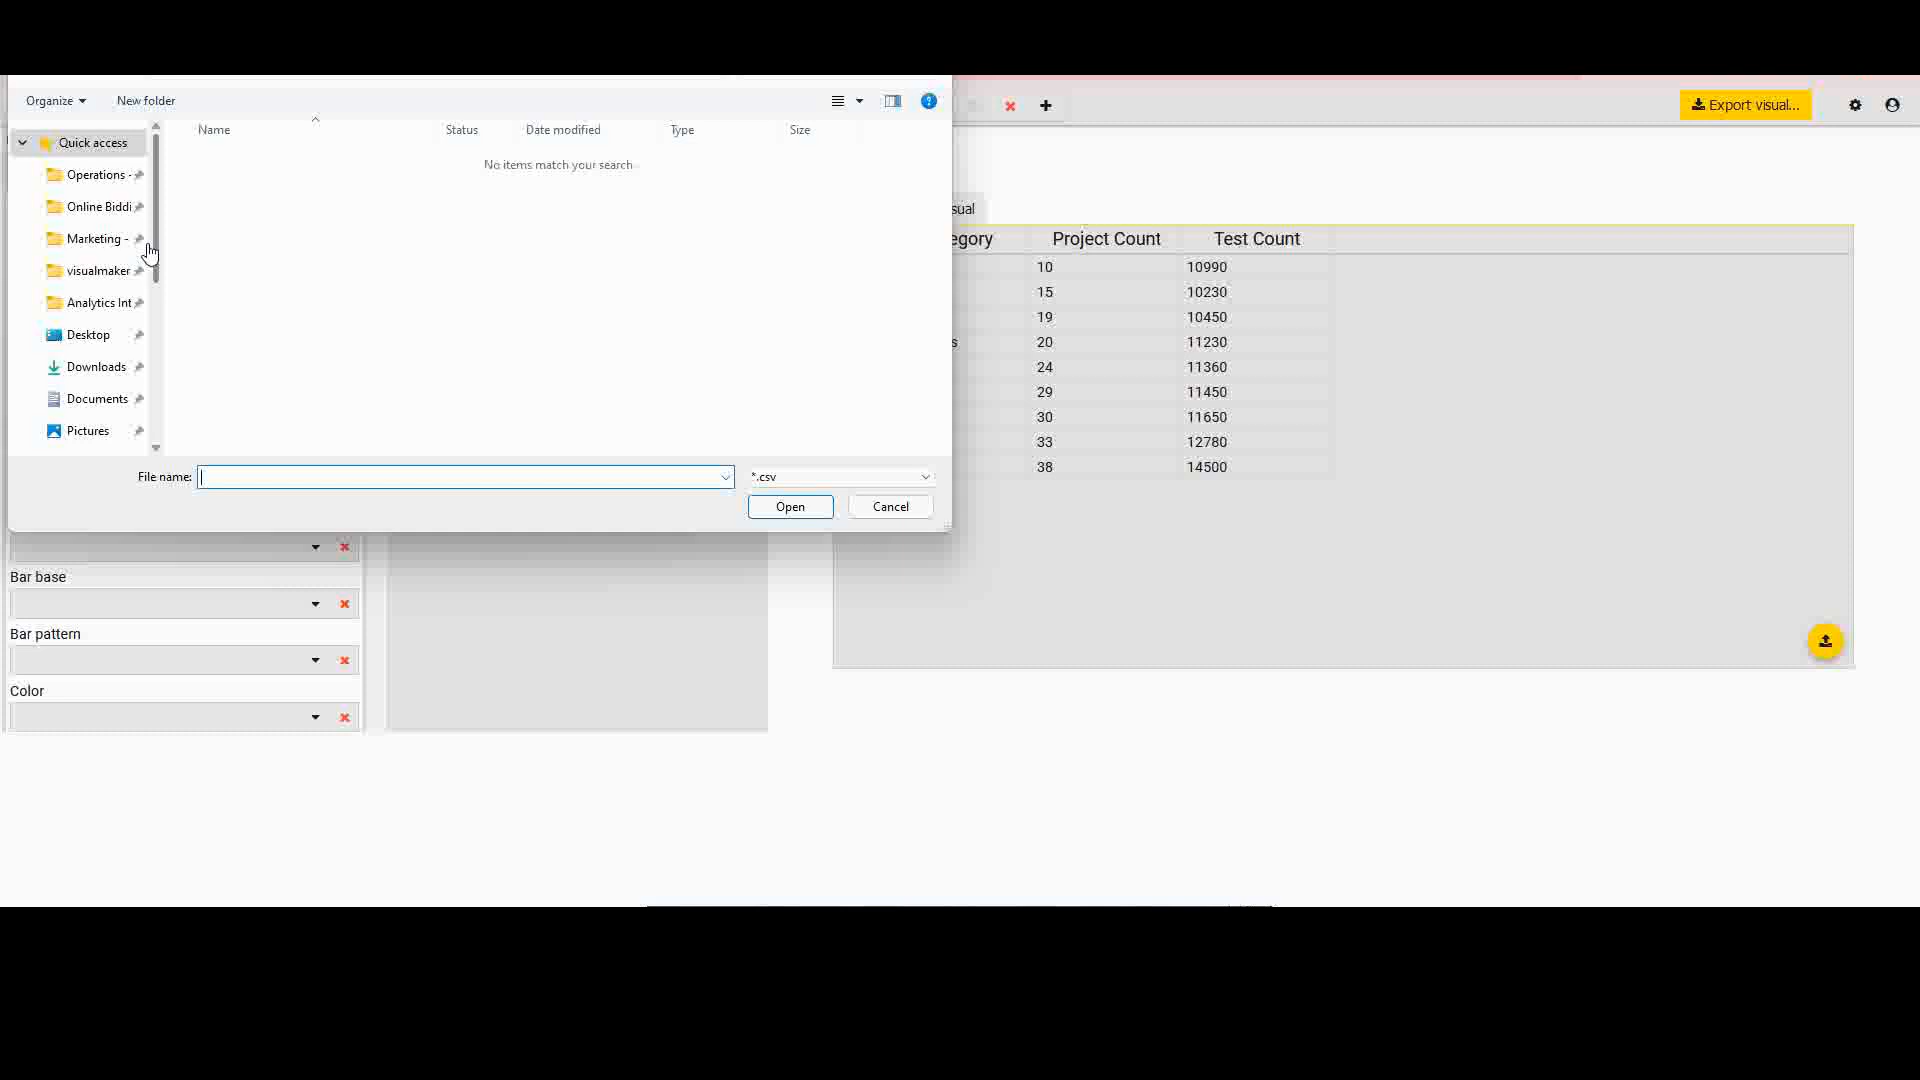 Organize
New folder
Export visual...
Name
Status
Date modified
Type
Size
Quick access
No items match your search
Operations -
Online Biddi
Marketing -
visualmaker
Analytics Int
Desktop
Downloads
Documents
Pictures
sual
egory
Project Count
Test Count
10
10990
15
10230
19
10450
s
20
11230
24
11360
29
11450
30
11650
33
12780
38
14500
File name:
*.csv
Open
Cancel
Bar base
Bar pattern
Color